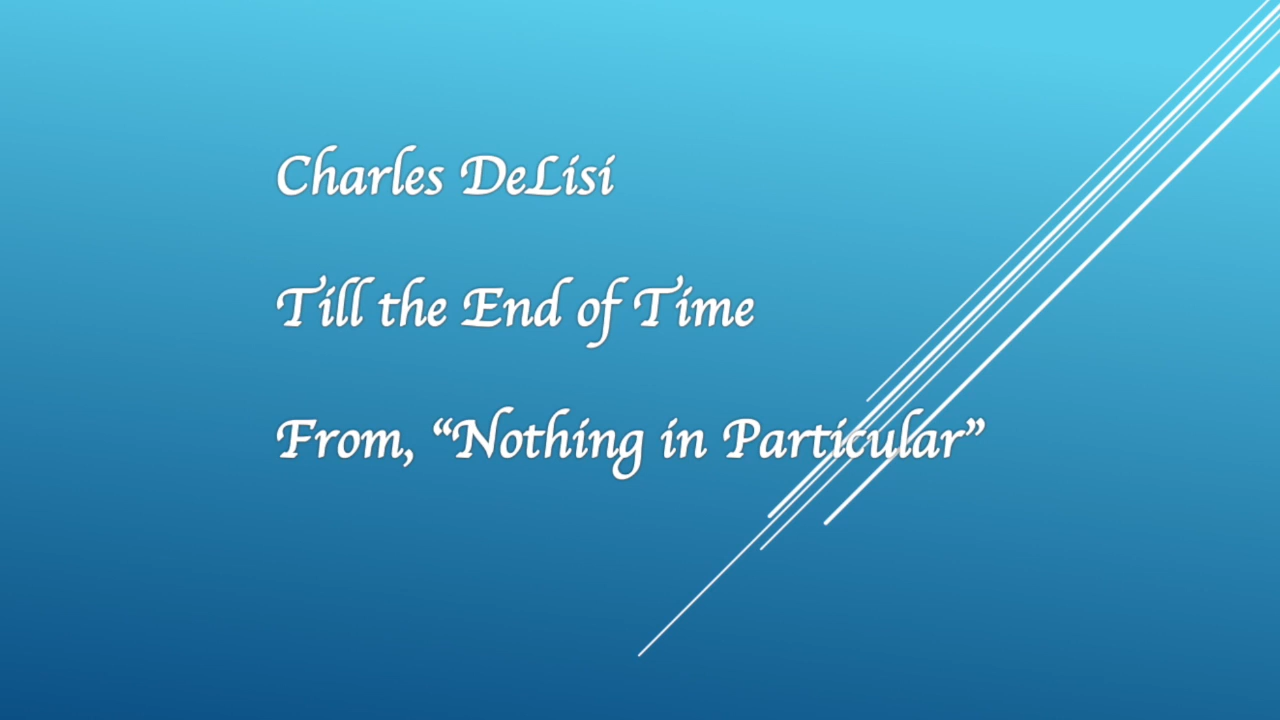 Charles DeLisi
Till the End of Time
From, “Nothing in Particular”